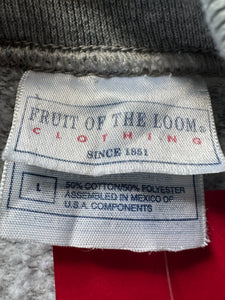 FRUIT OF THE LOOM®
CLOTHING
SINCE 1851
L
50% COTTON/50% POLYESTER
ASSEMBLED IN MEXICO OF
U.S.A. COMPONENTS